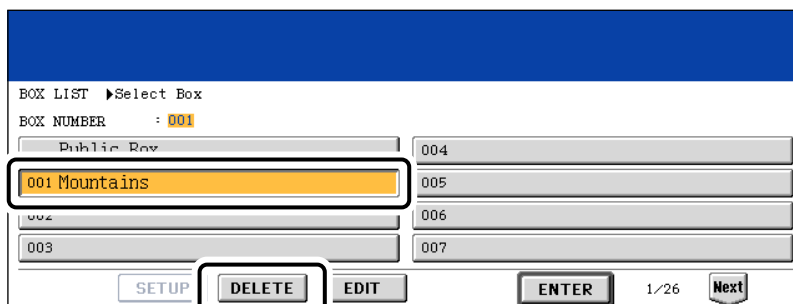 BOX LIST ▶Select Box
BOX NUMBER : 001
Public Box 004
001 Mountains 005
002 006
003 007
SETUP DELETE EDIT ENTER 1/26 Next